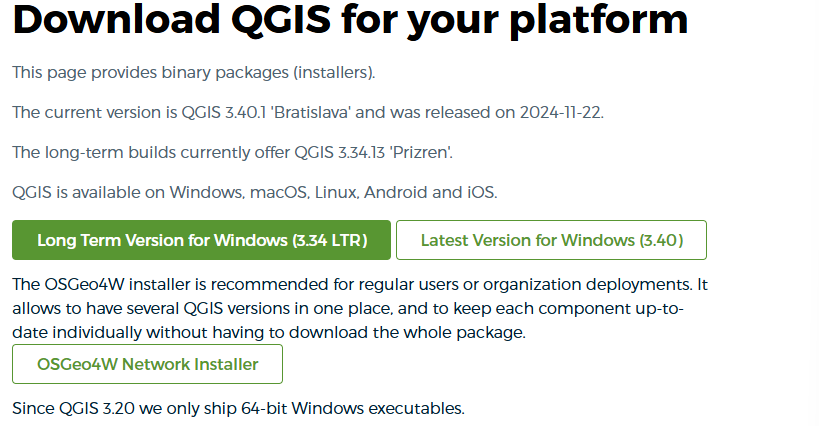 Download QGIS for your platform
This page provides binary packages (installers).
The current version is QGIS 3.40.1 'Bratislava' and was released on 2024-11-22.
The long-term builds currently offer QGIS 3.34.13 'Prizren'.
QGIS is available on Windows, macOS, Linux, Android and iOS.
Long Term Version for Windows (3.34 LTR)
Latest Version for Windows (3.40)
The OSGeo4W installer is recommended for regular users or organization deployments. It
allows to have several QGIS versions in one place, and to keep each component up-to-
date individually without having to download the whole package.
OSGeo4W Network Installer
Since QGIS 3.20 we only ship 64-bit Windows executables.